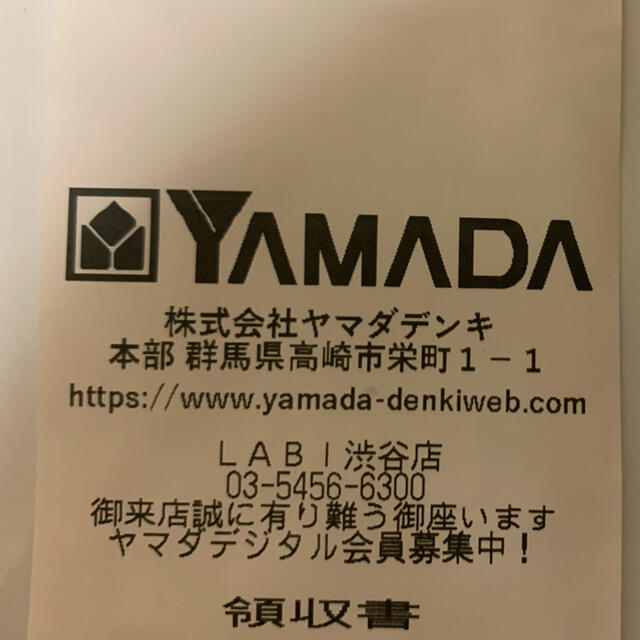 YAMADA
株式会社ヤマダデンキ
本部 群馬県高崎市栄町1-1
https://www.yamada-denkiweb.com
LABI渋谷店
03-5456-6300
御来店誠に有り難う御座います
ヤマダデジタル会員募集中!
領収書